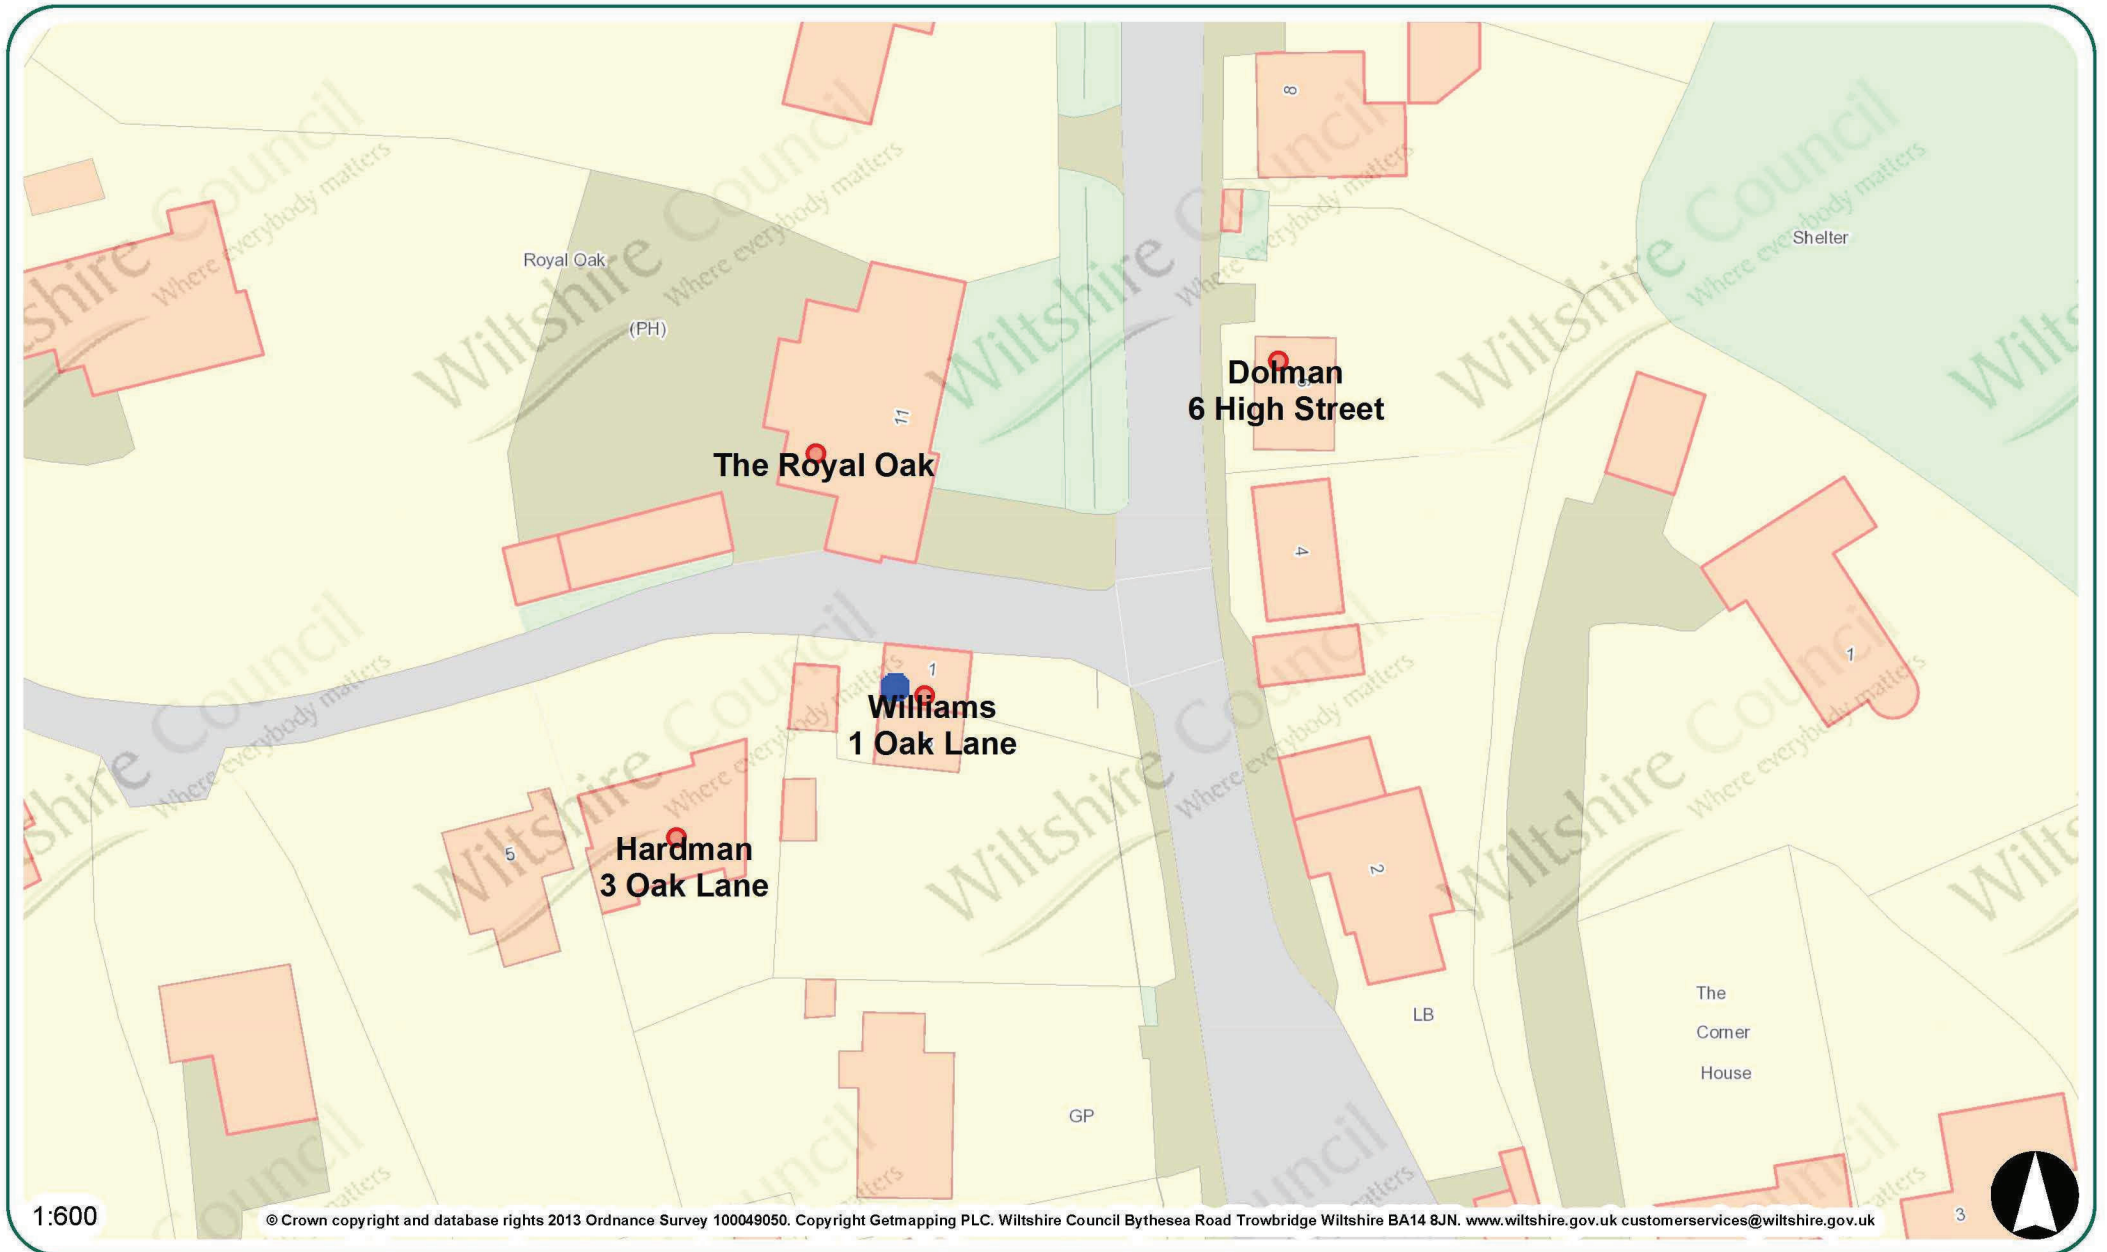 8
Shelter
Royal Oak
(PH)
11
The Royal Oak
Dolman
6 High Street
4
1
1
Williams
1 Oak Lane
5
Hardman
3 Oak Lane
2
The
Corner
House
LB
GP
3
1:600
© Crown copyright and database rights 2013 Ordnance Survey 100049050. Copyright Getmapping PLC. Wiltshire Council Bythesea Road Trowbridge Wiltshire BA14 8JN. www.wiltshire.gov.uk customerservices@wiltshire.gov.uk
Wiltshire Council
Where everybody matters